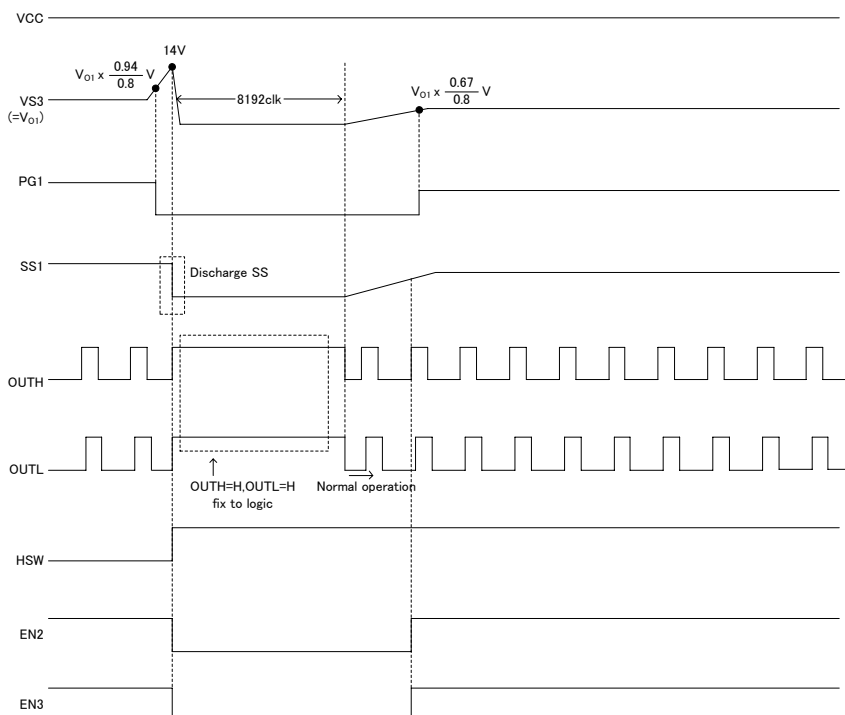 VCC
14V
V₀₁ x 0.94/0.8 V
8192clk
V₀₁ x 0.67/0.8 V
VS3
(=V₀₁)
PG1
SS1
Discharge SS
OUTH
OUTL
OUTH=H,OUTL=H
fix to logic
Normal operation
HSW
EN2
EN3